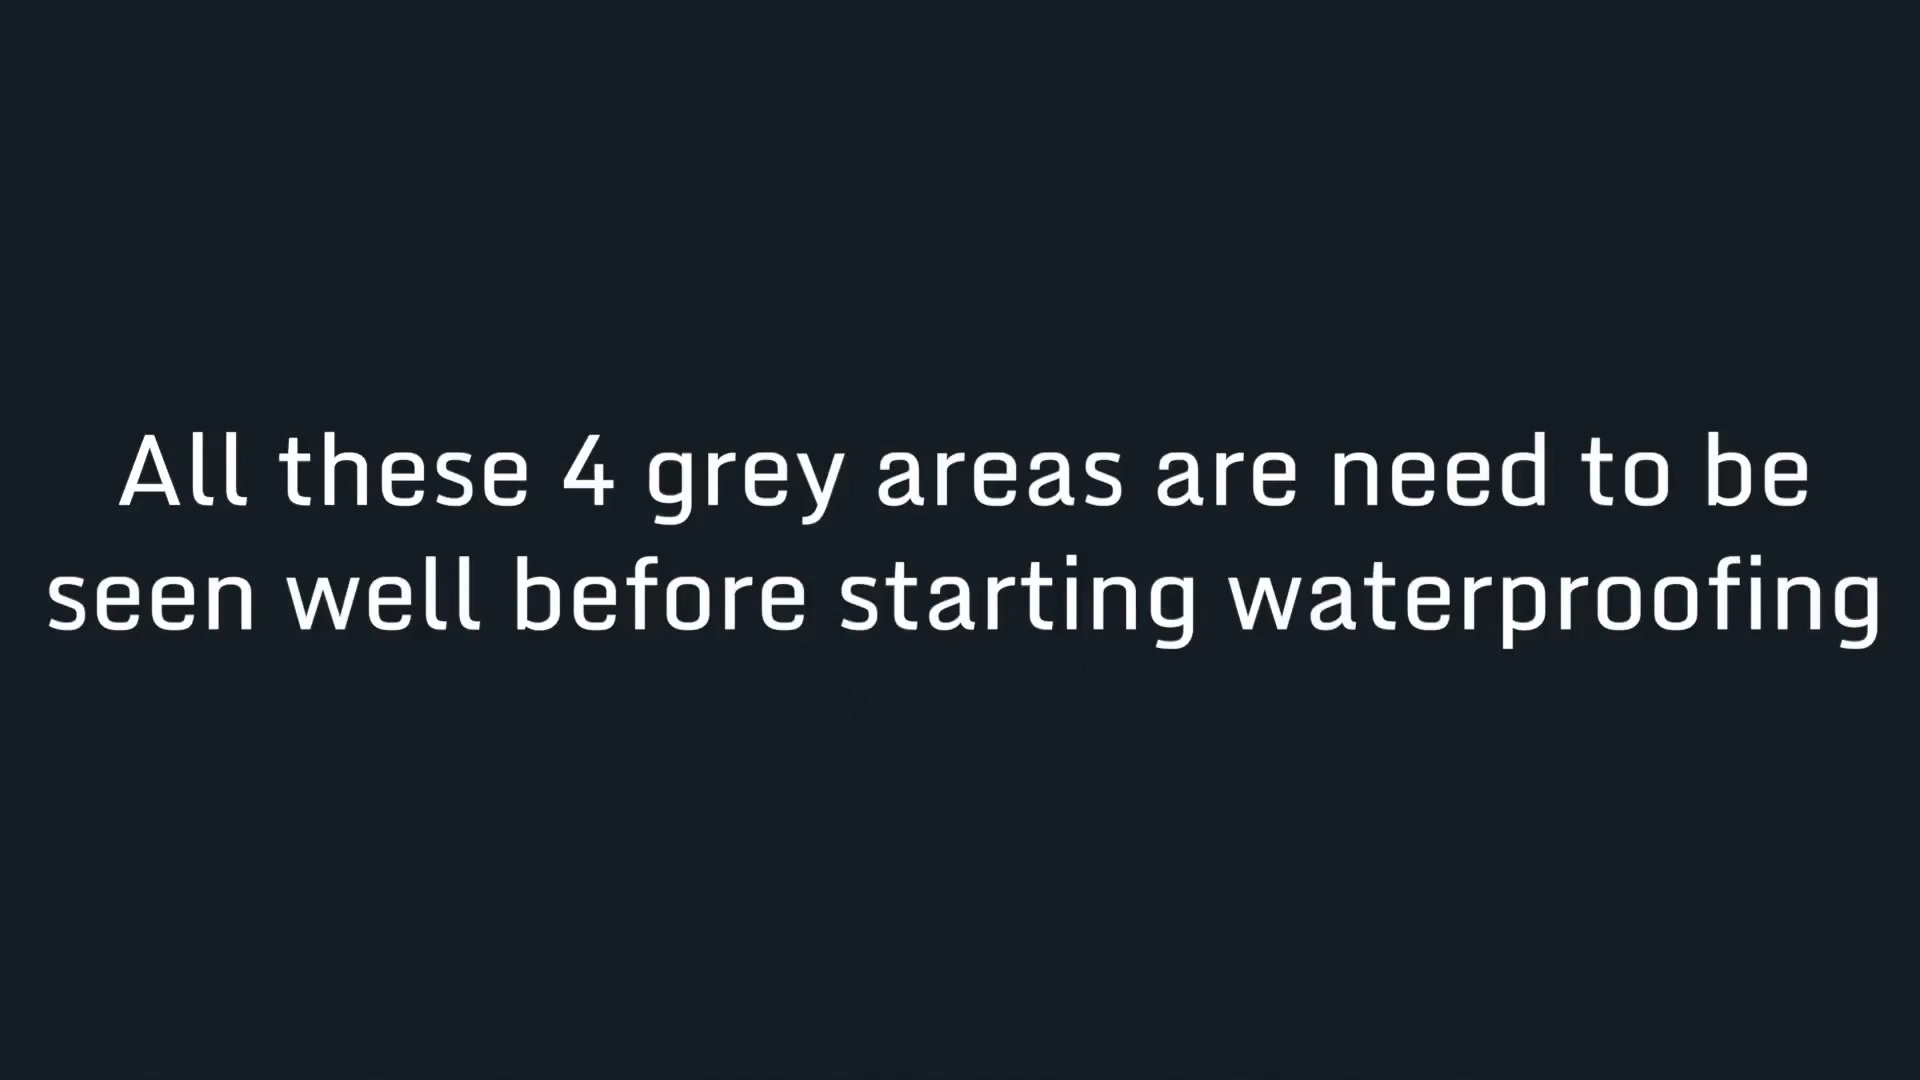 All these 4 grey areas are need to be
seen well before starting waterproofing